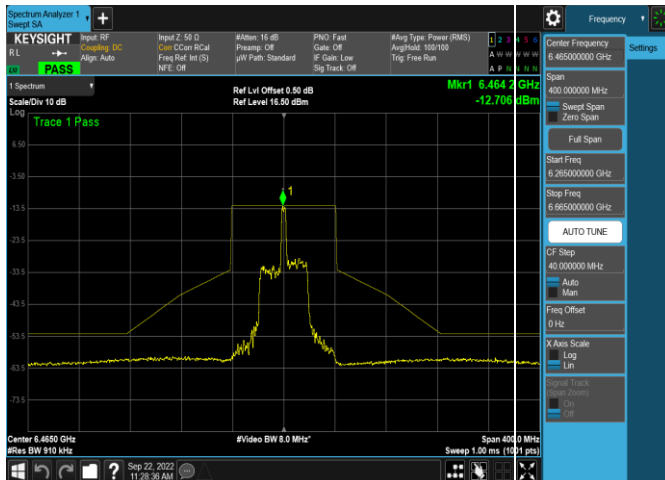 Spectrum Analyzer 1
Swept SA
Frequency
Settings
KEYSIGHT
R L
LXI
PASS
Input: RF
Coupling: DC
Align: Auto
Input Z: 50 Ω
Corr CCorr RCal
Freq Ref: Int (S)
NFE: Off
#Atten: 16 dB
Preamp: Off
µW Path: Standard
PNO: Fast
Gate: Off
IF Gain: Low
Sig Track: Off
#Avg Type: Power (RMS)
Avg|Hold: 100/100
Trig: Free Run
1 2 3 4 5 6
A W W W W W
A P N N N N
1 Spectrum
Scale/Div 10 dB
Log
Ref Lvl Offset 0.50 dB
Ref Level 16.50 dBm
Mkr1 6.464 2 GHz
-12.706 dBm
Trace 1 Pass
1
6.50
-3.50
-13.5
-23.5
-33.5
-43.5
-53.5
-63.5
-73.5
Center 6.4650 GHz
#Res BW 910 kHz
#Video BW 8.0 MHz*
Span 400.0 MHz
Sweep 1.00 ms (1001 pts)
Sep 22, 2022
11:28:36 AM
Center Frequency
6.465000000 GHz
Span
400.000000 MHz
Swept Span
Zero Span
Full Span
Start Freq
6.265000000 GHz
Stop Freq
6.665000000 GHz
AUTO TUNE
CF Step
40.000000 MHz
Auto
Man
Freq Offset
0 Hz
X Axis Scale
Log
Lin
Signal Track
(Span Zoom)
On
Off